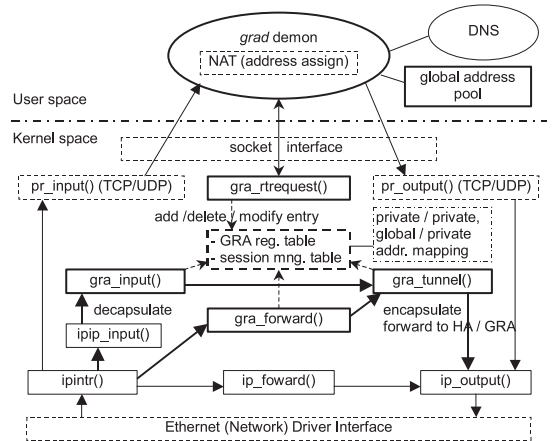 grad demon
DNS
NAT (address assign)
global address
pool
User space
Kernel space
socket interface
pr_input() (TCP/UDP)
gra_rtrequest()
pr_output() (TCP/UDP)
add /delete / modify entry
private / private,
global / private
addr. mapping
- GRA reg. table
- session mng. table
gra_input()
gra_tunnel()
decapsulate
gra_forward()
encapsulate
forward to HA / GRA
ipip_input()
ipintr()
ip_foward()
ip_output()
Ethernet (Network) Driver Interface